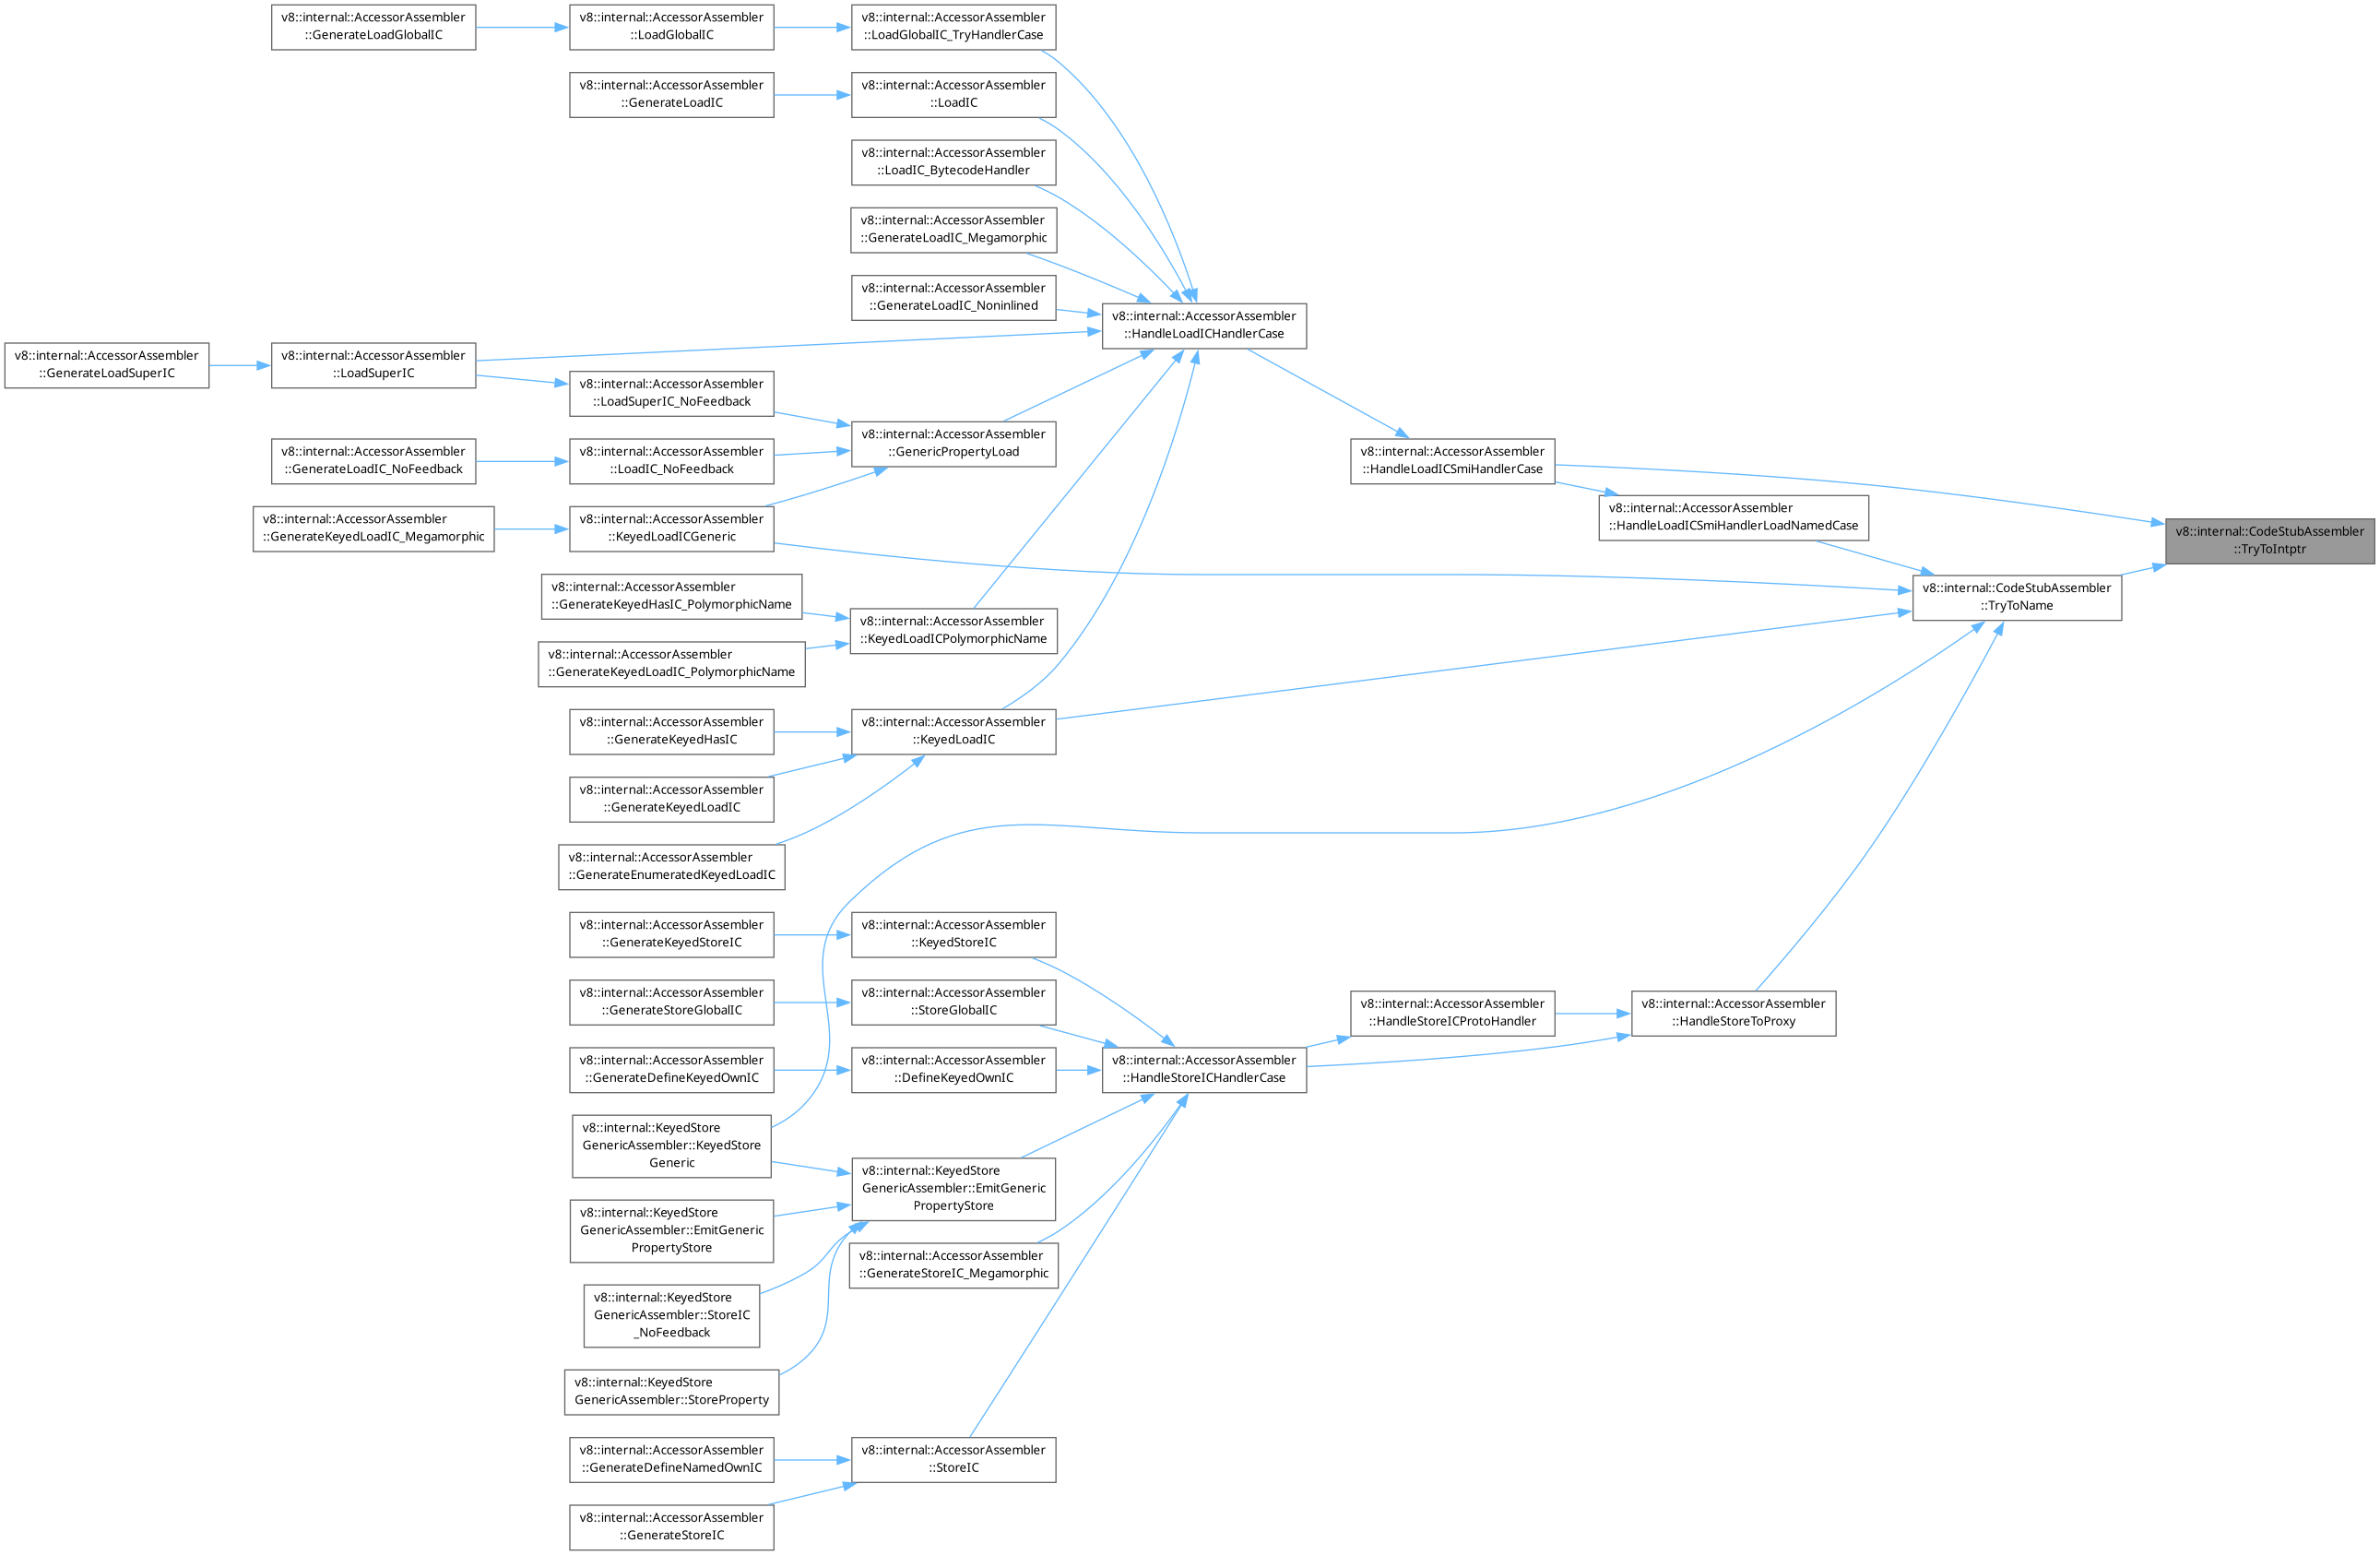 v8::internal::AccessorAssembler
::GenerateLoadGlobalIC
v8::internal::AccessorAssembler
::LoadGlobalIC
v8::internal::AccessorAssembler
::LoadGlobalIC_TryHandlerCase
v8::internal::AccessorAssembler
::GenerateLoadIC
v8::internal::AccessorAssembler
::LoadIC
v8::internal::AccessorAssembler
::LoadIC_BytecodeHandler
v8::internal::AccessorAssembler
::GenerateLoadIC_Megamorphic
v8::internal::AccessorAssembler
::GenerateLoadIC_Noninlined
v8::internal::AccessorAssembler
::HandleLoadICHandlerCase
v8::internal::AccessorAssembler
::GenerateLoadSuperIC
v8::internal::AccessorAssembler
::LoadSuperIC
v8::internal::AccessorAssembler
::LoadSuperIC_NoFeedback
v8::internal::AccessorAssembler
::GenericPropertyLoad
v8::internal::AccessorAssembler
::GenerateLoadIC_NoFeedback
v8::internal::AccessorAssembler
::LoadIC_NoFeedback
v8::internal::AccessorAssembler
::HandleLoadICSmiHandlerCase
v8::internal::AccessorAssembler
::GenerateKeyedLoadIC_Megamorphic
v8::internal::AccessorAssembler
::KeyedLoadICGeneric
v8::internal::AccessorAssembler
::HandleLoadICSmiHandlerLoadNamedCase
v8::internal::CodeStubAssembler
::TryToIntptr
v8::internal::AccessorAssembler
::GenerateKeyedHasIC_PolymorphicName
v8::internal::CodeStubAssembler
::TryToName
v8::internal::AccessorAssembler
::KeyedLoadICPolymorphicName
v8::internal::AccessorAssembler
::GenerateKeyedLoadIC_PolymorphicName
v8::internal::AccessorAssembler
::GenerateKeyedHasIC
v8::internal::AccessorAssembler
::KeyedLoadIC
v8::internal::AccessorAssembler
::GenerateKeyedLoadIC
v8::internal::AccessorAssembler
::GenerateEnumeratedKeyedLoadIC
v8::internal::AccessorAssembler
::GenerateKeyedStoreIC
v8::internal::AccessorAssembler
::KeyedStoreIC
v8::internal::AccessorAssembler
::GenerateStoreGlobalIC
v8::internal::AccessorAssembler
::StoreGlobalIC
v8::internal::AccessorAssembler
::HandleStoreICProtoHandler
v8::internal::AccessorAssembler
::HandleStoreToProxy
v8::internal::AccessorAssembler
::GenerateDefineKeyedOwnIC
v8::internal::AccessorAssembler
::DefineKeyedOwnIC
v8::internal::AccessorAssembler
::HandleStoreICHandlerCase
v8::internal::KeyedStore
GenericAssembler::KeyedStore
Generic
v8::internal::KeyedStore
GenericAssembler::EmitGeneric
PropertyStore
v8::internal::KeyedStore
GenericAssembler::EmitGeneric
PropertyStore
v8::internal::AccessorAssembler
::GenerateStoreIC_Megamorphic
v8::internal::KeyedStore
GenericAssembler::StoreIC
_NoFeedback
v8::internal::KeyedStore
GenericAssembler::StoreProperty
v8::internal::AccessorAssembler
::GenerateDefineNamedOwnIC
v8::internal::AccessorAssembler
::StoreIC
v8::internal::AccessorAssembler
::GenerateStoreIC